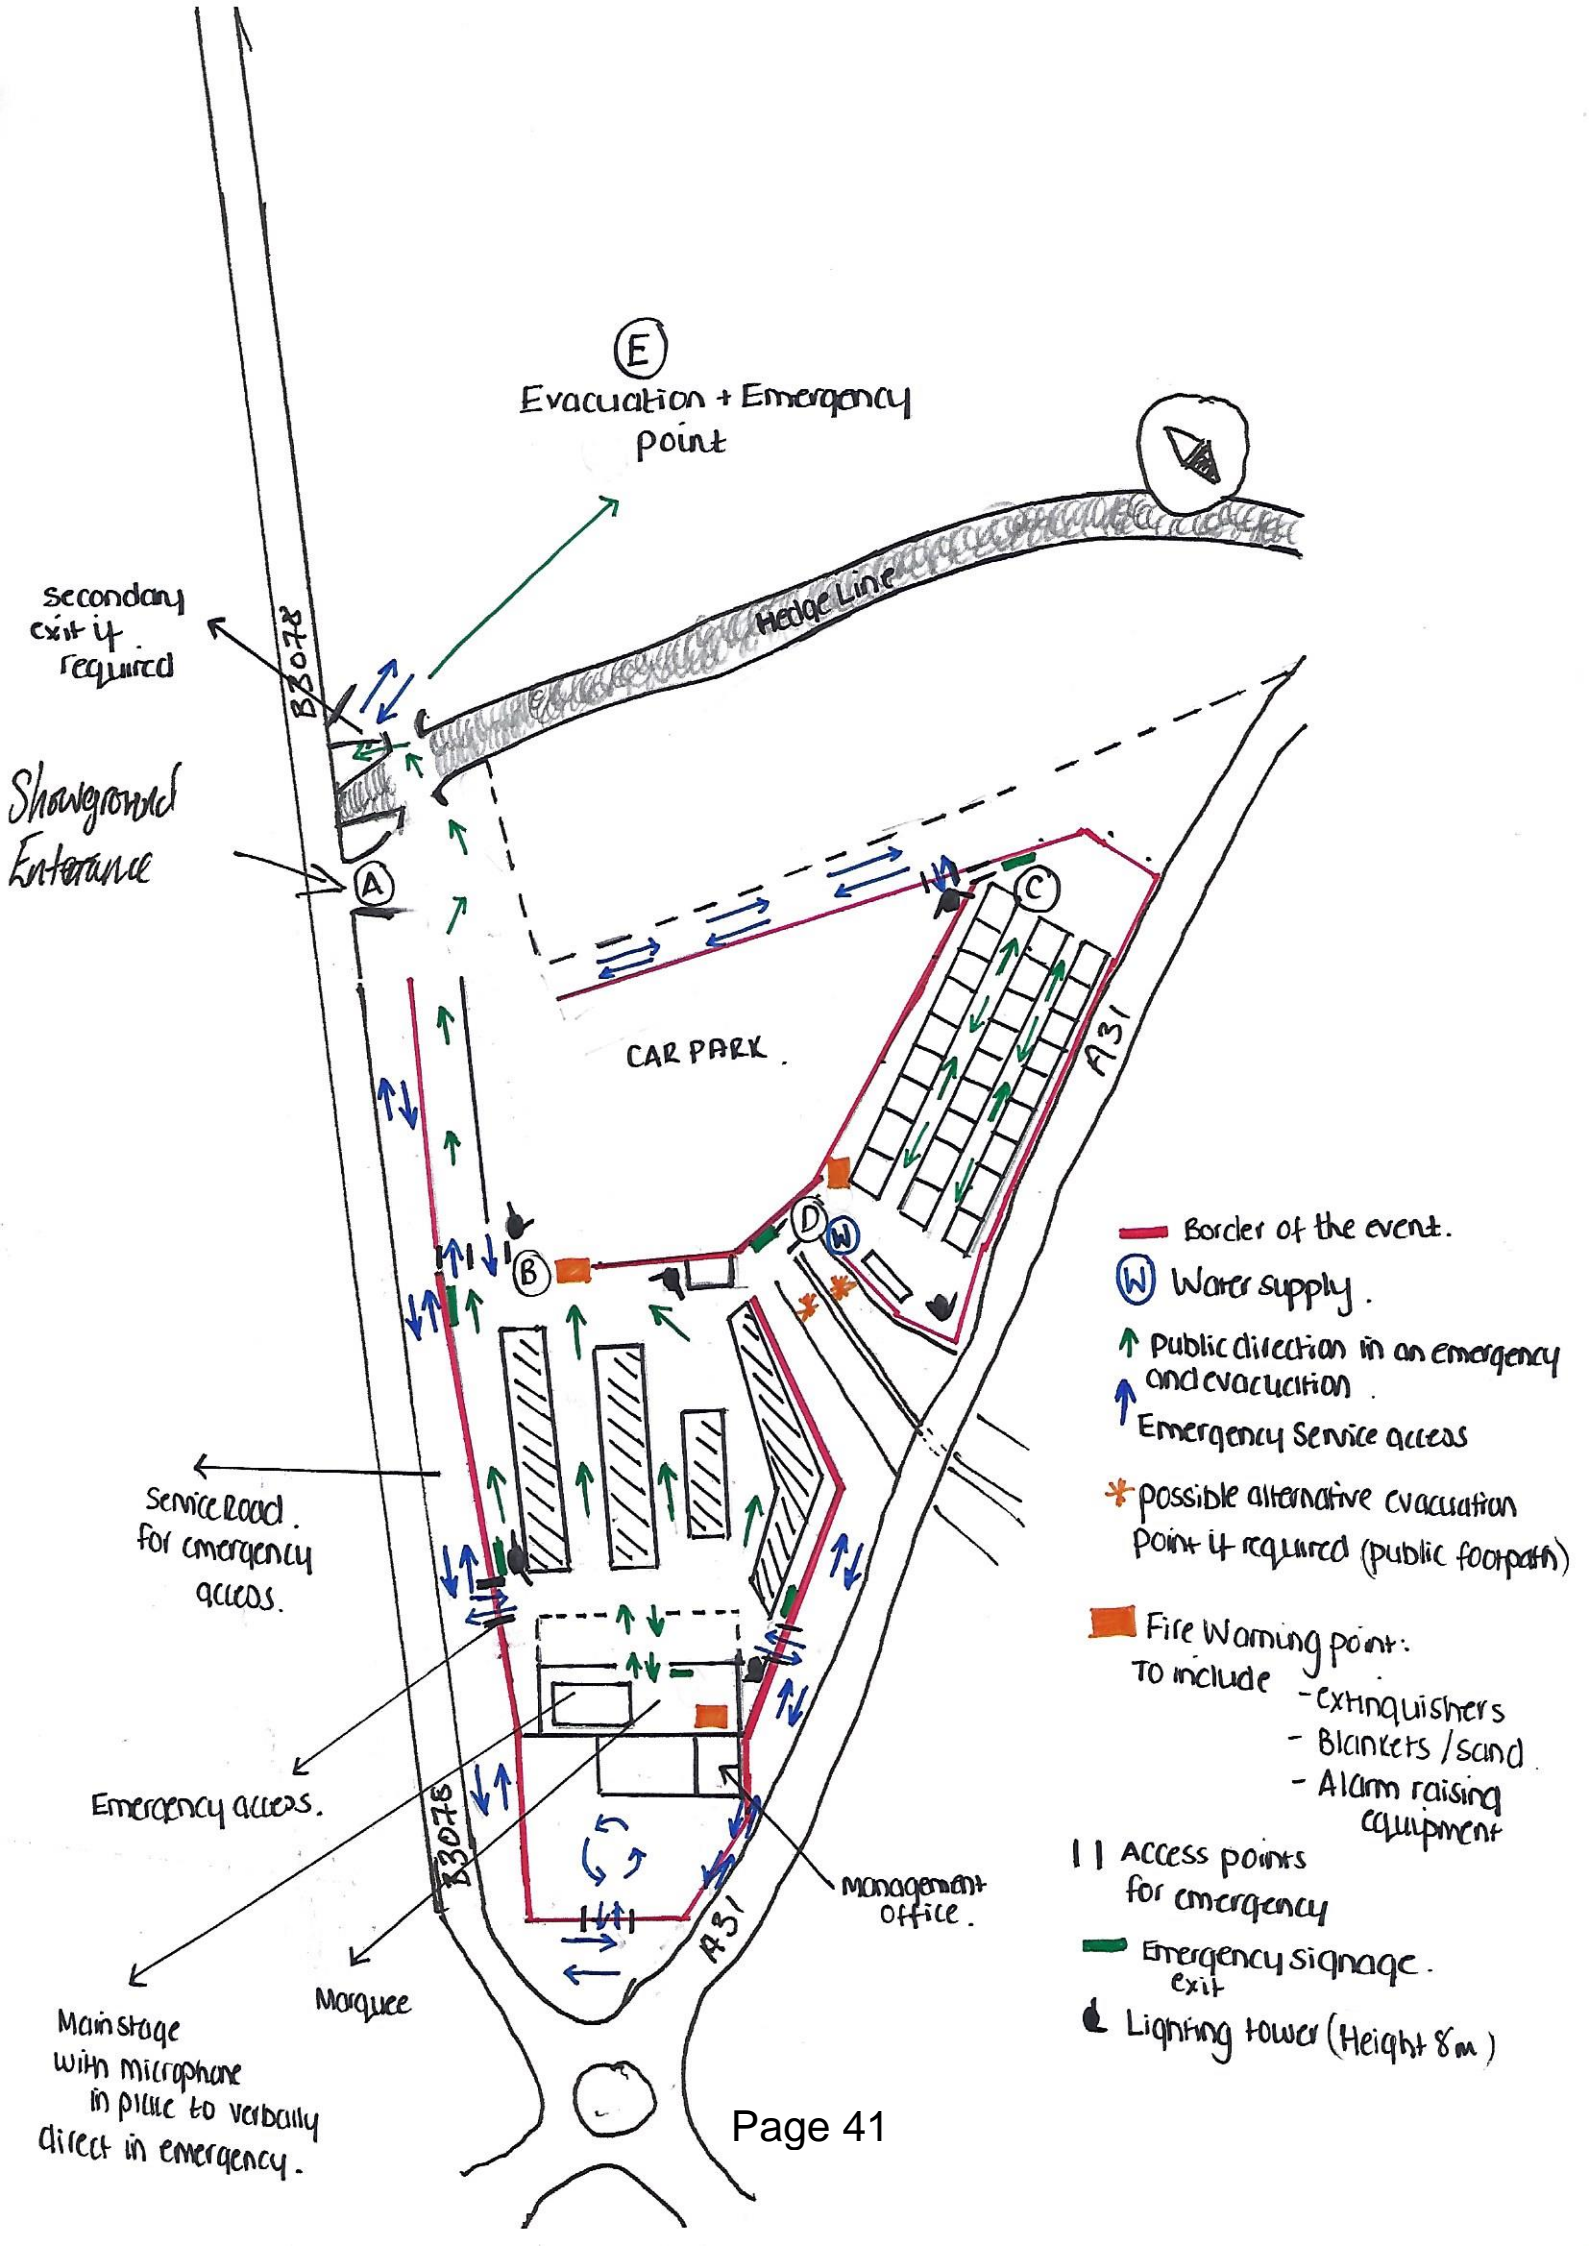 E
Evacuation + Emergency
point
secondary
exit if
required
B3078
Hedge Line
Showground
Enterance
A
C
CAR PARK.
A31
D
W
B
Border of the event.
W Water supply.
public direction in an emergency
and evacuation.
Emergency Service access
possible alternative evacuation
point if required (public footpath)
Fire Warning point:
To include
- extinquishers
- Blankets / sand
- Alarm raising
equipment
Access points
for emergency
Emergency signage.
exit
Lighting tower (Height 8m)
Service Road.
for emergency
access.
Emergency access.
B3078
A31
Management
office.
Marquee
Main stage
with microphone
in place to verbally
direct in emergency.
Page 41